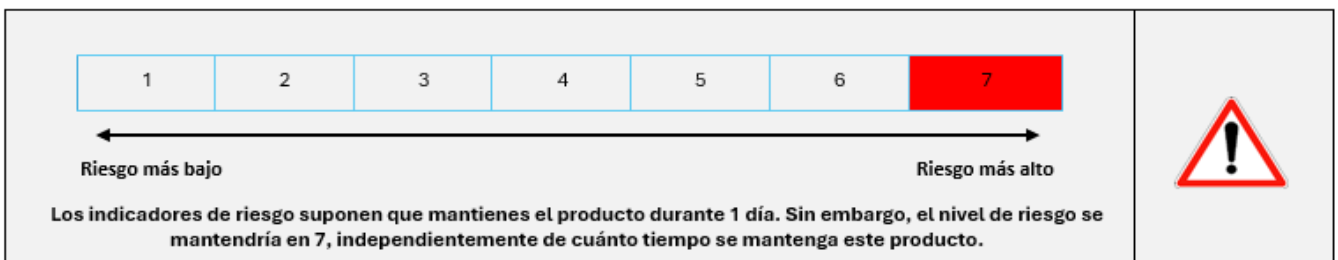 1 2 3 4 5 6 7
Riesgo más bajo Riesgo más alto
Los indicadores de riesgo suponen que mantienes el producto durante 1 día. Sin embargo, el nivel de riesgo se
mantendría en 7, independientemente de cuánto tiempo se mantenga este producto.